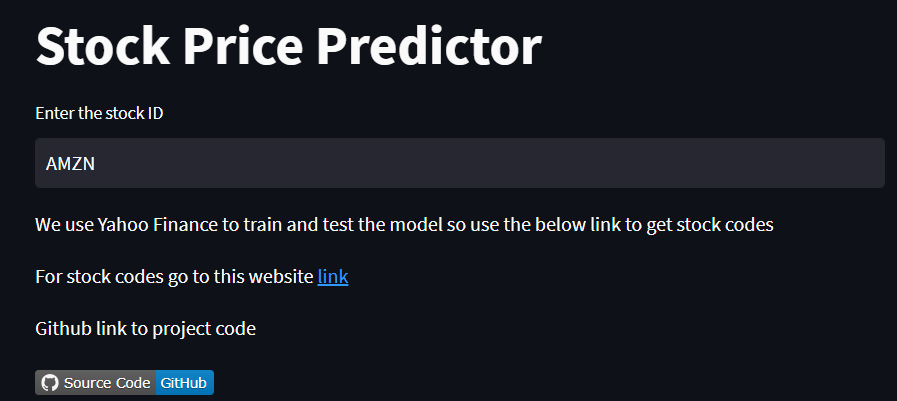 Stock Price Predictor
Enter the stock ID
AMZN
We use Yahoo Finance to train and test the model so use the below link to get stock codes
For stock codes go to this website link
Github link to project code
Source Code GitHub